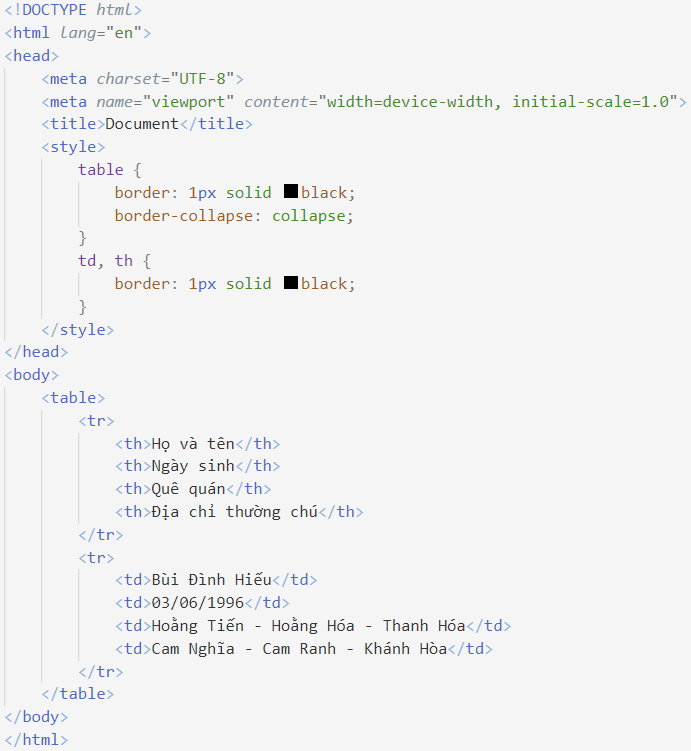 <!DOCTYPE html>
<html lang="en">
<head>
    <meta charset="UTF-8">
    <meta name="viewport" content="width=device-width, initial-scale=1.0">
    <title>Document</title>
    <style>
        table {
            border: 1px solid black;
            border-collapse: collapse;
        }
        td, th {
            border: 1px solid black;
        }
    </style>
</head>
<body>
    <table>
        <tr>
            <th>Họ và tên</th>
            <th>Ngày sinh</th>
            <th>Quê quán</th>
            <th>Địa chỉ thường chú</th>
        </tr>
        <tr>
            <td>Bùi Đình Hiếu</td>
            <td>03/06/1996</td>
            <td>Hoằng Tiến - Hoằng Hóa - Thanh Hóa</td>
            <td>Cam Nghĩa - Cam Ranh - Khánh Hòa</td>
        </tr>
    </table>
</body>
</html>